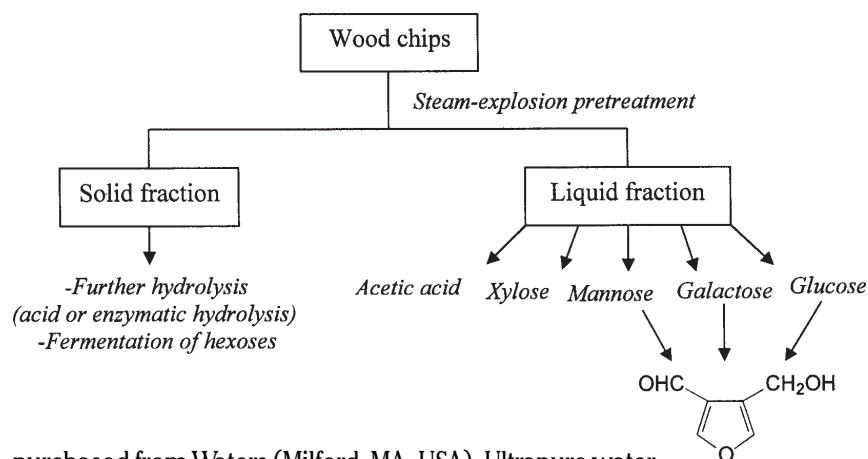 Wood chips
Steam-explosion pretreatment
Solid fraction
Liquid fraction
-Further hydrolysis
(acid or enzymatic hydrolysis)
-Fermentation of hexoses
Acetic acid
Xylose
Mannose
Galactose
Glucose
OHC
CH₂OH
O
purchased from Waters (Milford, MA, USA). Ultrapure water